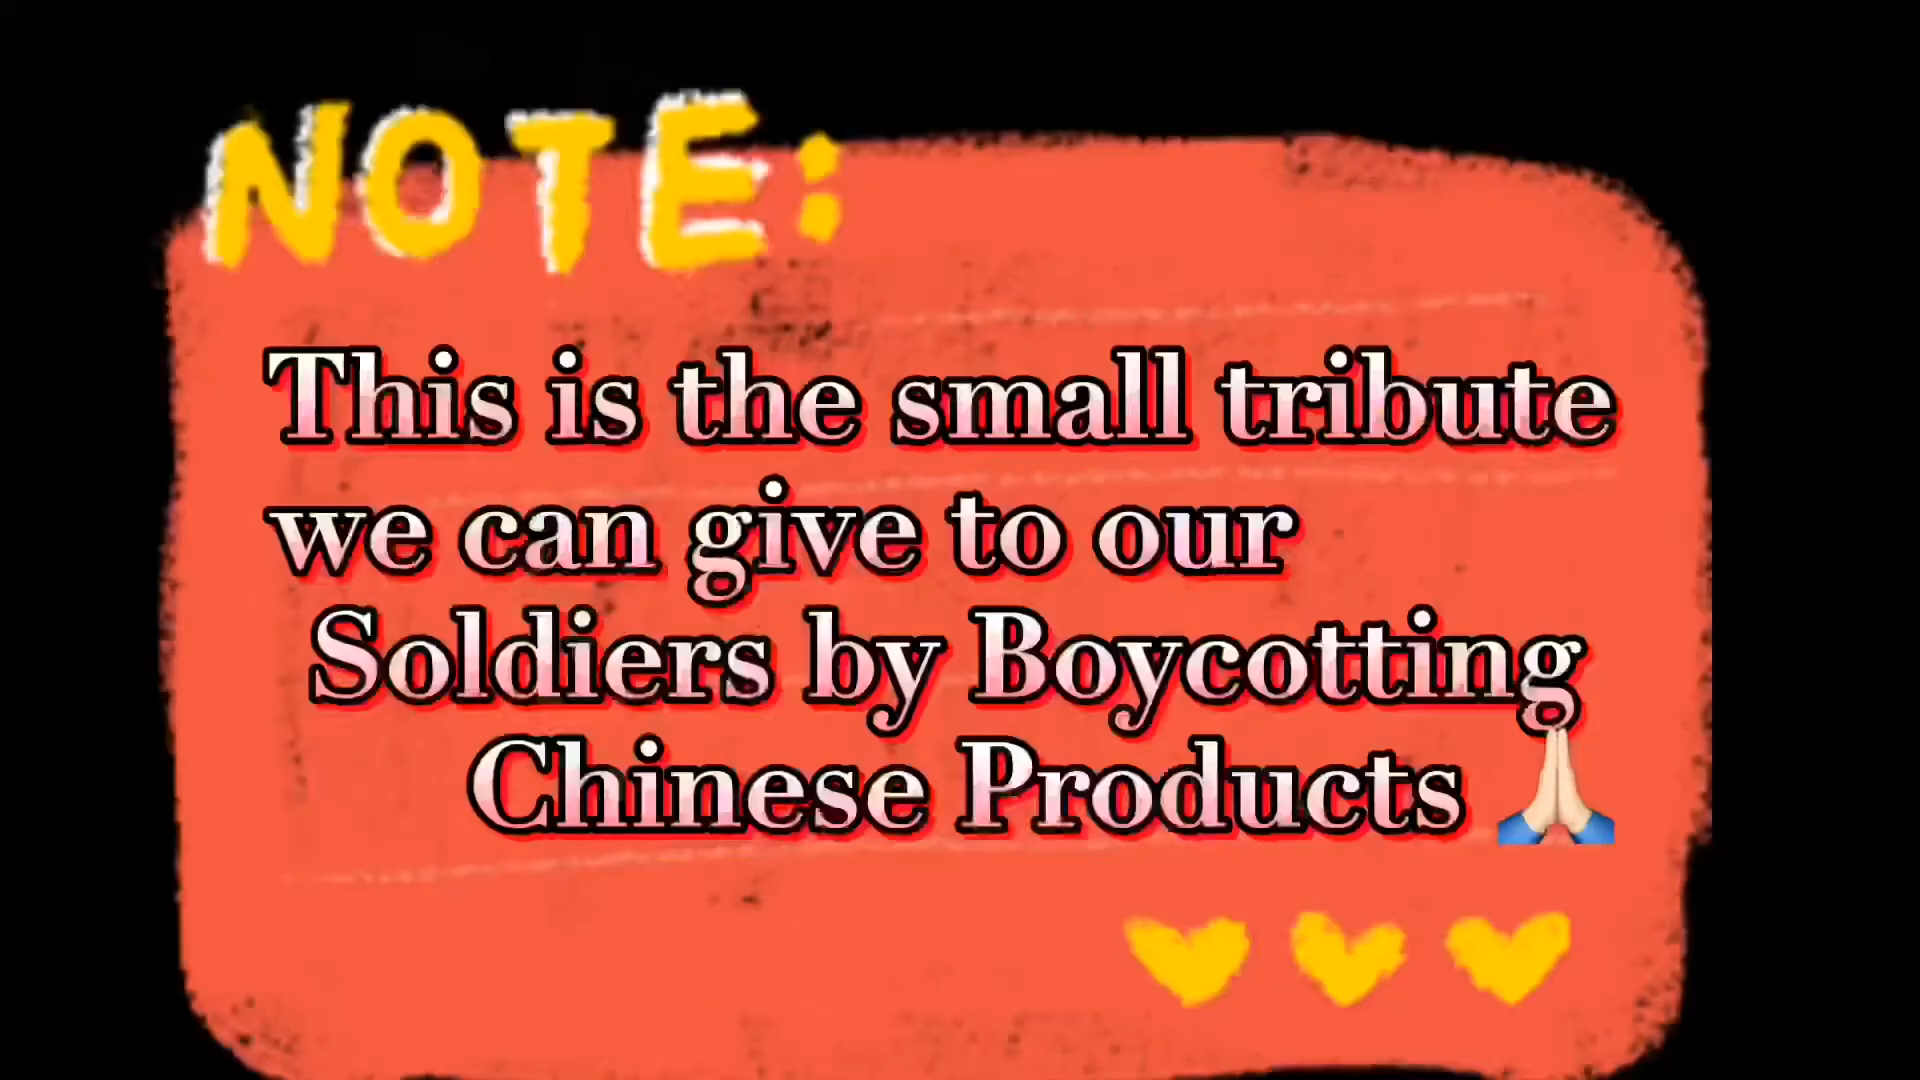 NOTE:
This is the small tribute
we can give to our
Soldiers by Boycotting
Chinese Products 🙏🏻